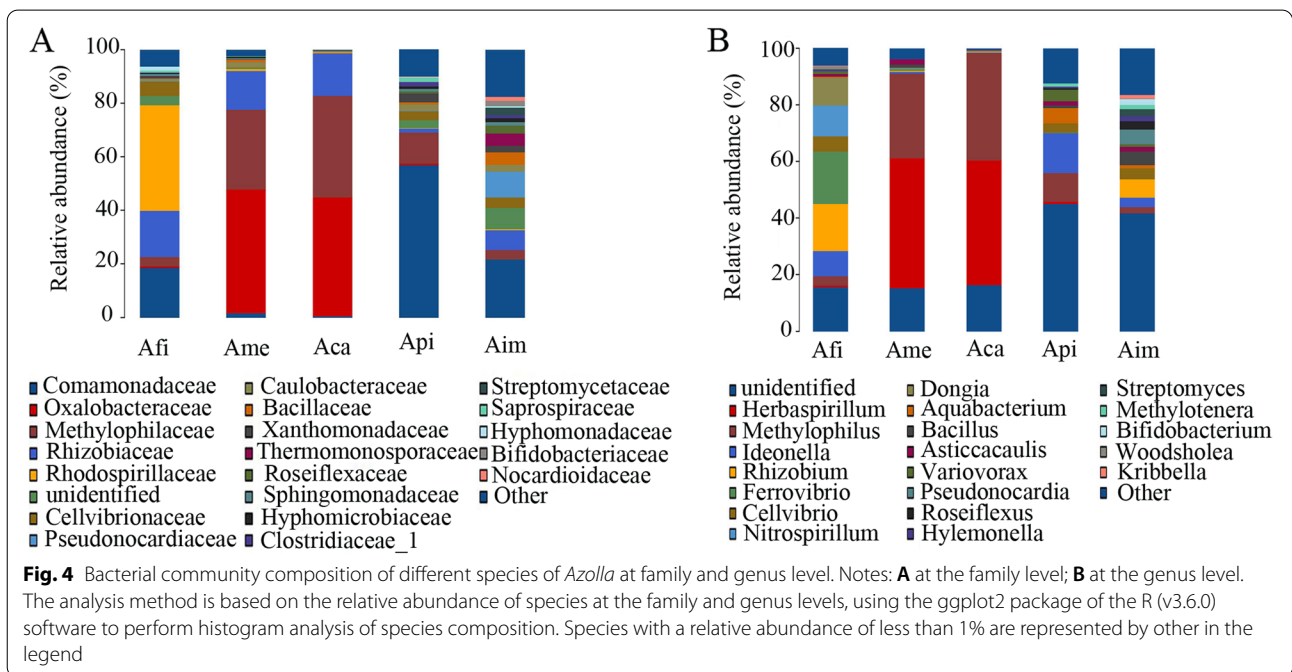 A
Relative abundance (%)
100
80
60
40
20
0
Afi Ame Aca Api Aim
Comamonadaceae Caulobacteraceae Streptomycetaceae
Oxalobacteraceae Bacillaceae Saprospiraceae
Methylophilaceae Xanthomonadaceae Hyphomonadaceae
Rhizobiaceae Thermomonosporaceae Bifidobacteriaceae
Rhodospirillaceae Roseiflexaceae Nocardioidaceae
unidentified Sphingomonadaceae Other
Cellvibrionaceae Hyphomicrobiaceae
Pseudonocardiaceae Clostridiaceae_1
B
Relative abundance (%)
100
80
60
40
20
0
Afi Ame Aca Api Aim
unidentified Dongia Streptomyces
Herbaspirillum Aquabacterium Methylotenera
Methylophilus Bacillus Bifidobacterium
Ideonella Asticcacaulis Woodsholea
Rhizobium Variovorax Kribbella
Ferrovibrio Pseudonocardia Other
Cellvibrio Roseiflexus
Nitrospirillum Hylemonella
Fig. 4 Bacterial community composition of different species of Azolla at family and genus level. Notes: A at the family level; B at the genus level.
The analysis method is based on the relative abundance of species at the family and genus levels, using the ggplot2 package of the R (v3.6.0)
software to perform histogram analysis of species composition. Species with a relative abundance of less than 1% are represented by other in the
legend